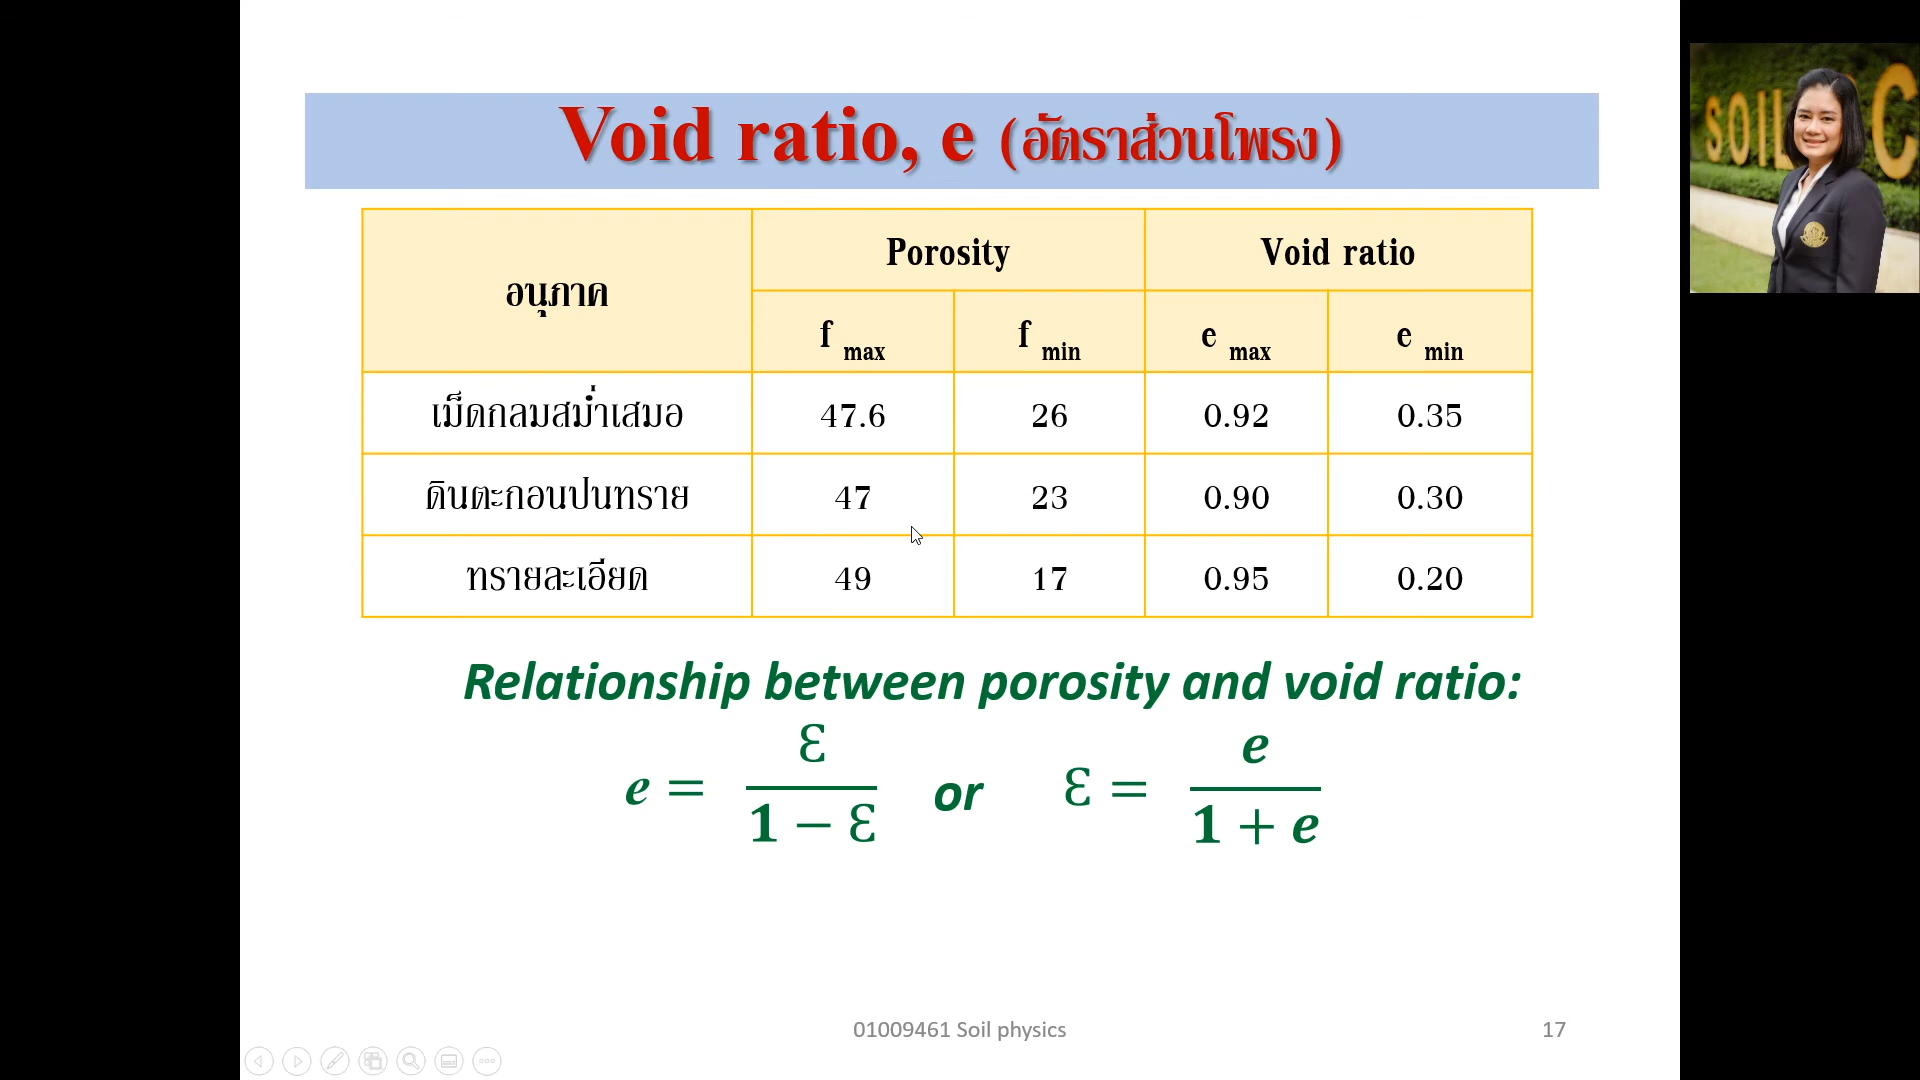 Void ratio, e (อัตราส่วนโพรง)
อนุภาค Porosity Void ratio
f max f min e max e min
เม็ดกลมสม่ำเสมอ 47.6 26 0.92 0.35
ดินตะกอนปนทราย 47 23 0.90 0.30
ทรายละเอียด 49 17 0.95 0.20
Relationship between porosity and void ratio:
e = Ɛ / 1 − Ɛ or Ɛ = e / 1 + e
01009461 Soil physics 17
SOIL C